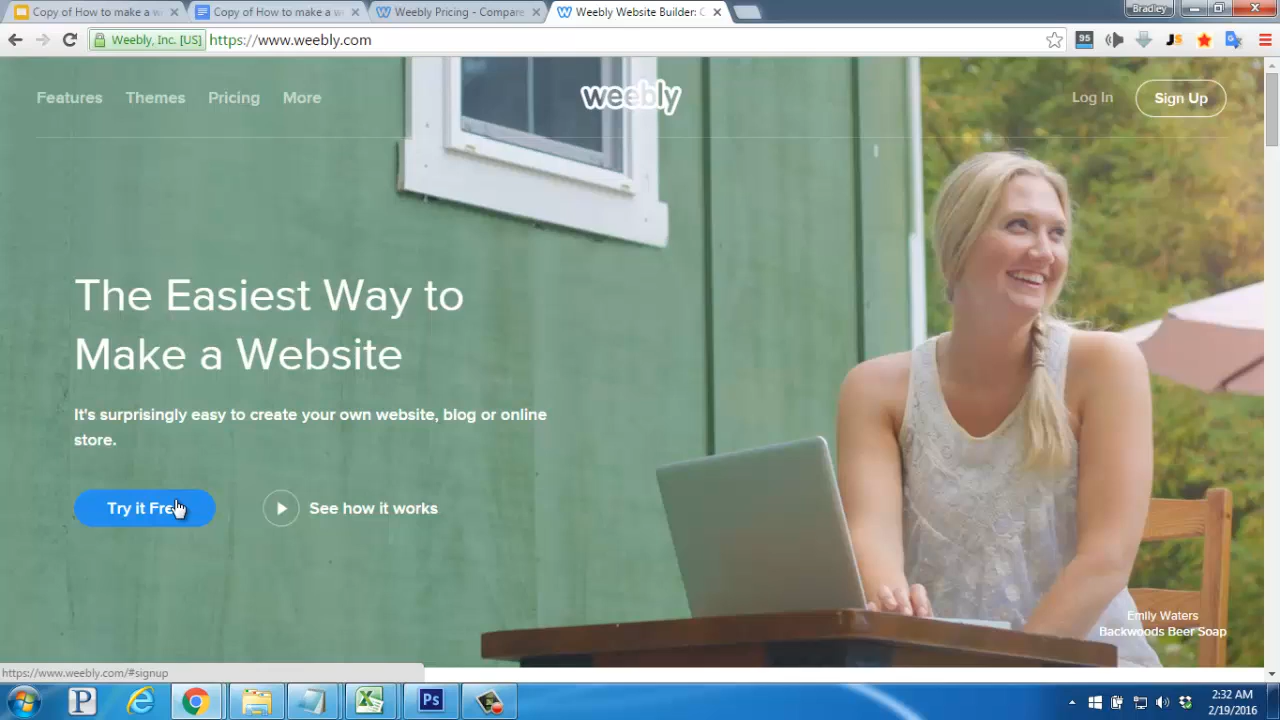 Copy of How to make a w
Copy of How to make a w
Weebly Pricing - Compare
Weebly Website Builder: C
Bradley
Weebly, Inc. [US]
https://www.weebly.com
95
JS
Features
Themes
Pricing
More
weebly
Log In
Sign Up
The Easiest Way to
Make a Website
It's surprisingly easy to create your own website, blog or online
store.
Try it Fre
See how it works
Emily Waters
Backwoods Beer Soap
https://www.weebly.com/#signup
Ps
2:32 AM
2/19/2016